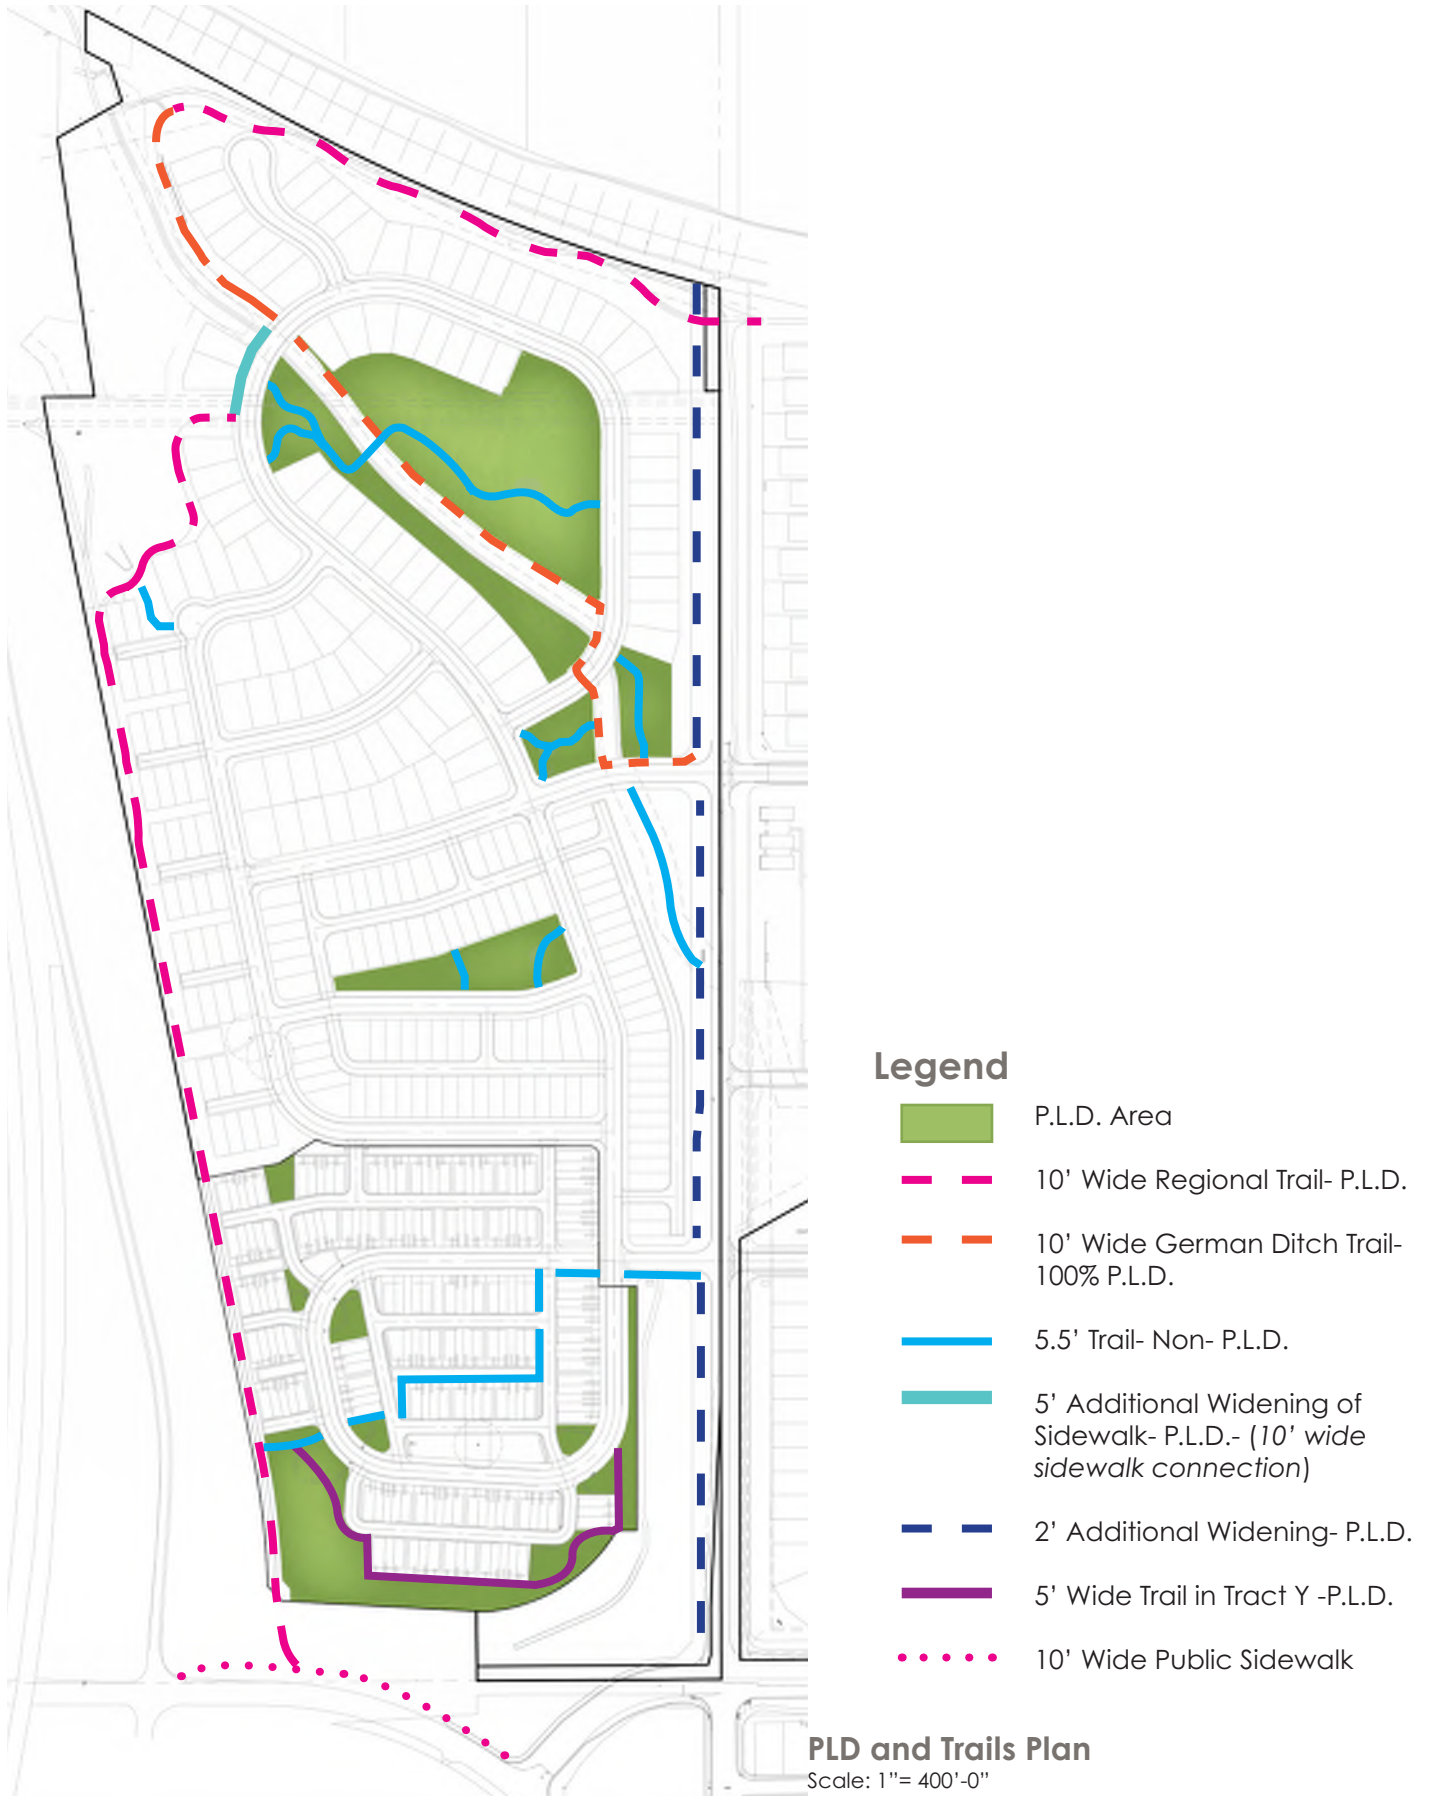 Legend
P.L.D. Area
10’ Wide Regional Trail- P.L.D.
10’ Wide German Ditch Trail-
100% P.L.D.
5.5’ Trail- Non- P.L.D.
5’ Additional Widening of
Sidewalk- P.L.D.- (10’ wide
sidewalk connection)
2’ Additional Widening- P.L.D.
5’ Wide Trail in Tract Y -P.L.D.
10’ Wide Public Sidewalk
PLD and Trails Plan
Scale: 1”= 400’-0”